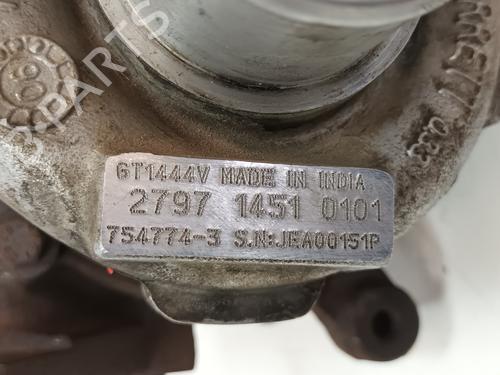 GT1444V MADE IN INDIA
2797 1451 0101
754774-3 S.N:JEA00151P